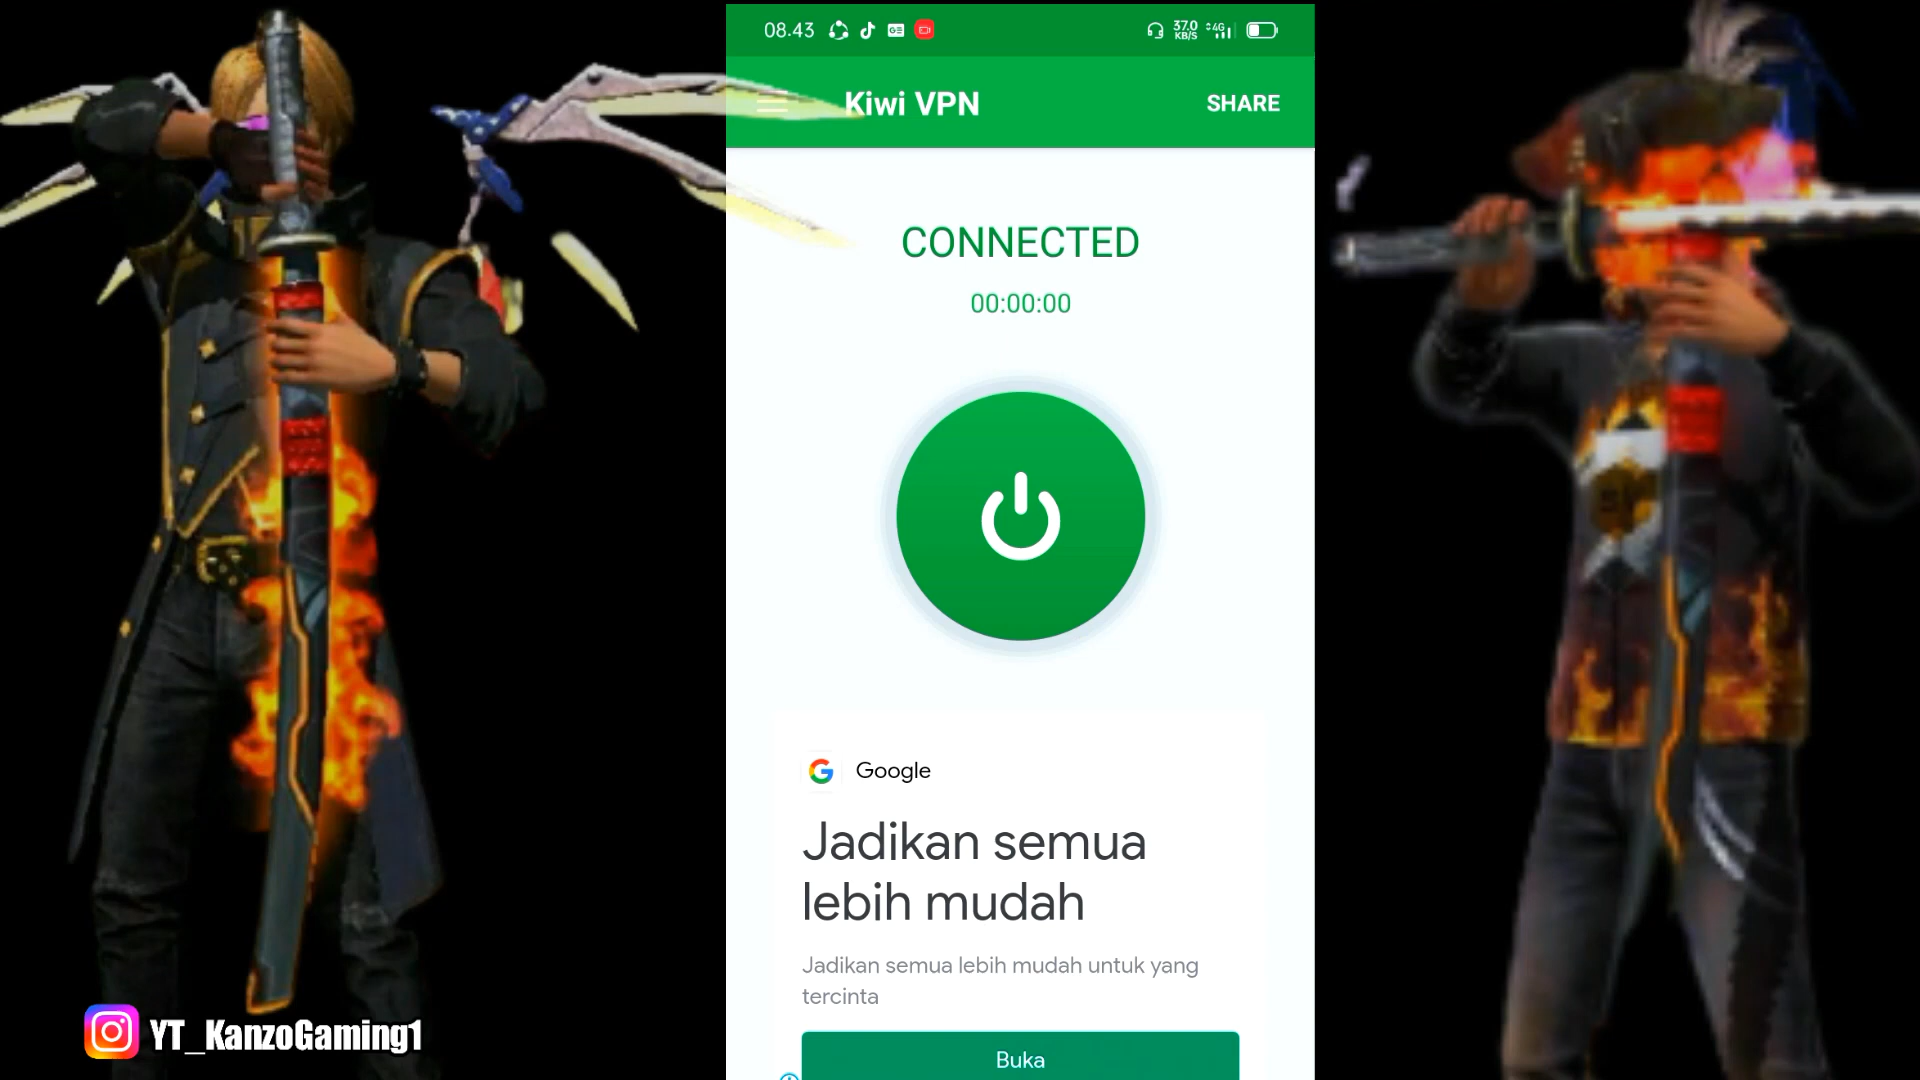 08.43
37.0
KB/S
4G
Kiwi VPN
SHARE
CONNECTED
00:00:00
Google
Jadikan semua
lebih mudah
Jadikan semua lebih mudah untuk yang
tercinta
Buka
YT_KanzoGaming1